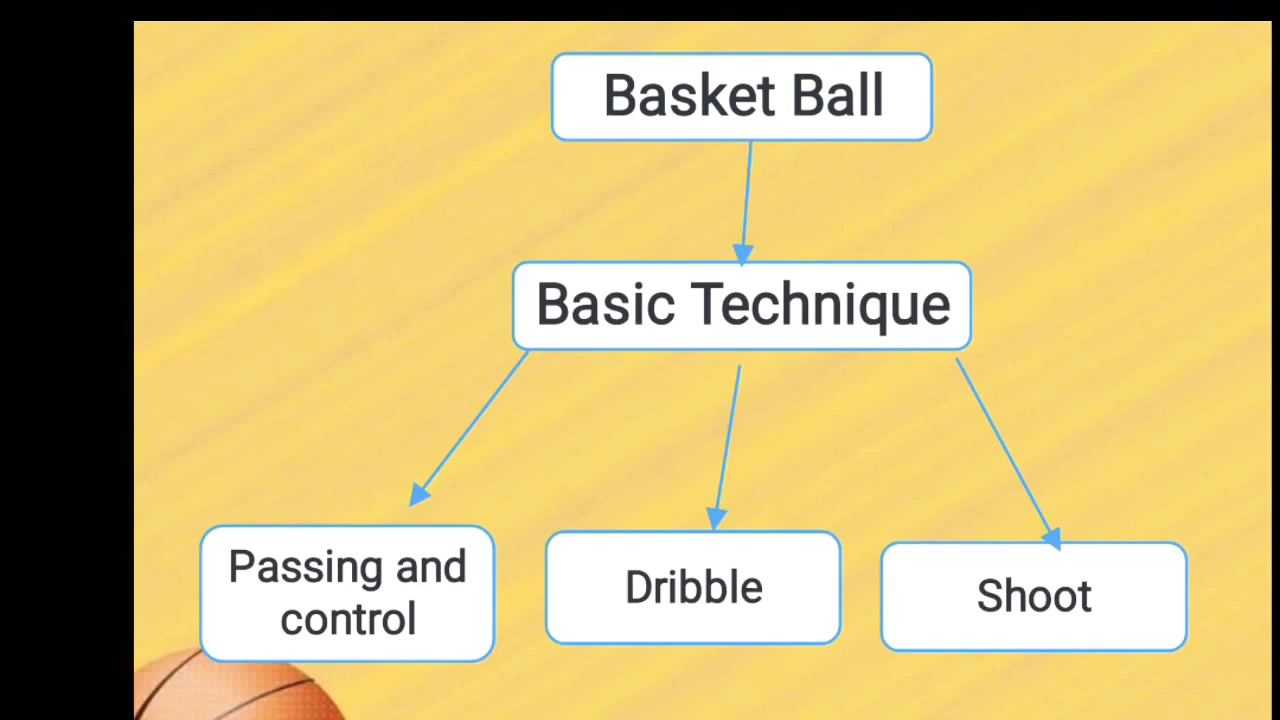 Basket Ball
Basic Technique
Passing and
control
Dribble
Shoot